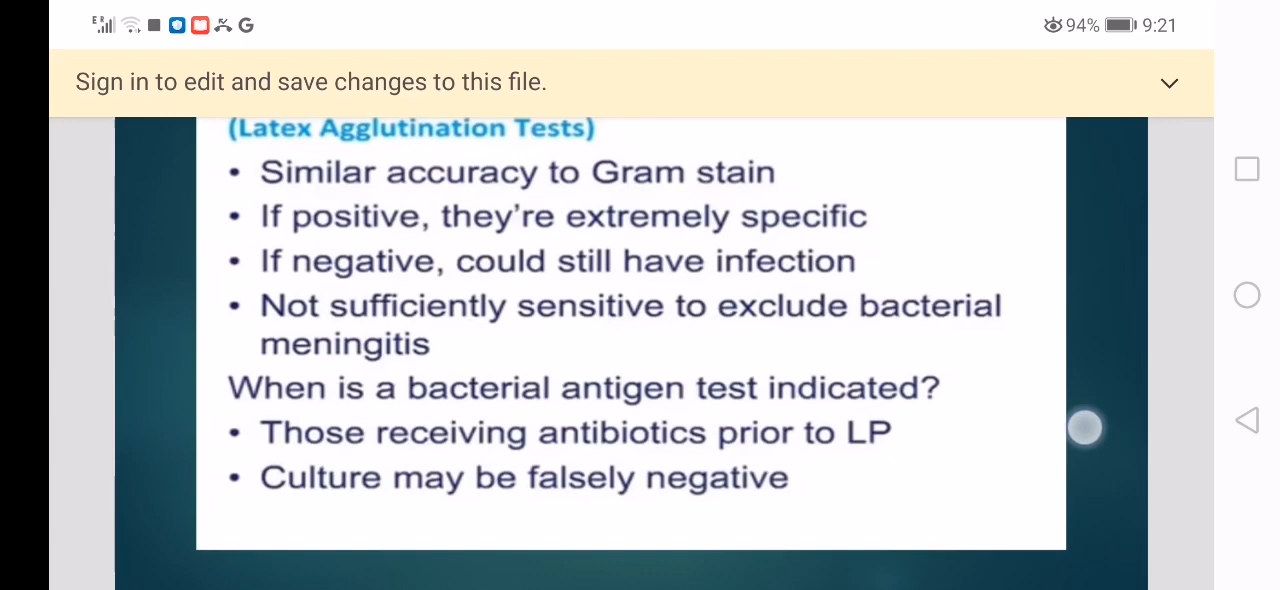 94% 9:21
Sign in to edit and save changes to this file.
(Latex Agglutination Tests)
• Similar accuracy to Gram stain
• If positive, they're extremely specific
• If negative, could still have infection
• Not sufficiently sensitive to exclude bacterial
meningitis
When is a bacterial antigen test indicated?
• Those receiving antibiotics prior to LP
• Culture may be falsely negative